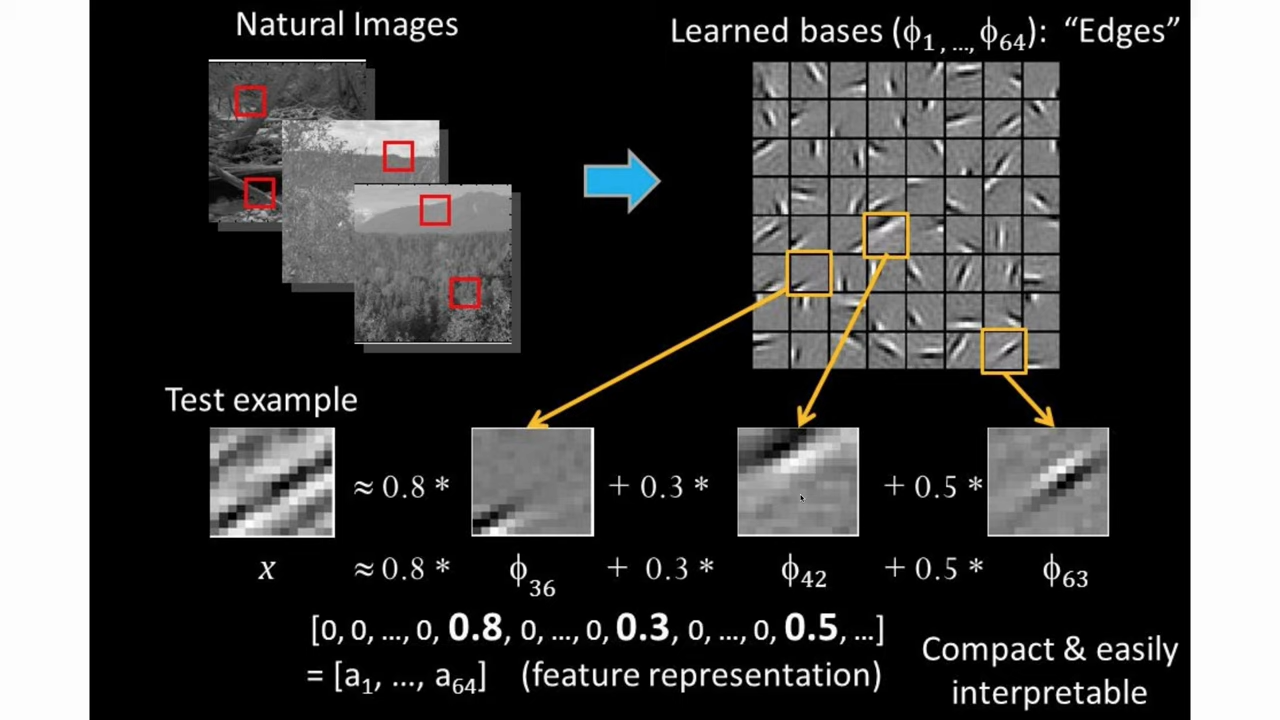 Natural Images
Learned bases (ϕ₁ , …, ϕ₆₄): “Edges”
Test example
≈ 0.8 * + 0.3 * + 0.5 *
x ≈ 0.8 * ϕ₃₆ + 0.3 * ϕ₄₂ + 0.5 * ϕ₆₃
[0, 0, …, 0, 0.8, 0, …, 0, 0.3, 0, …, 0, 0.5, …]
= [a₁, …, a₆₄] (feature representation)
Compact & easily
interpretable